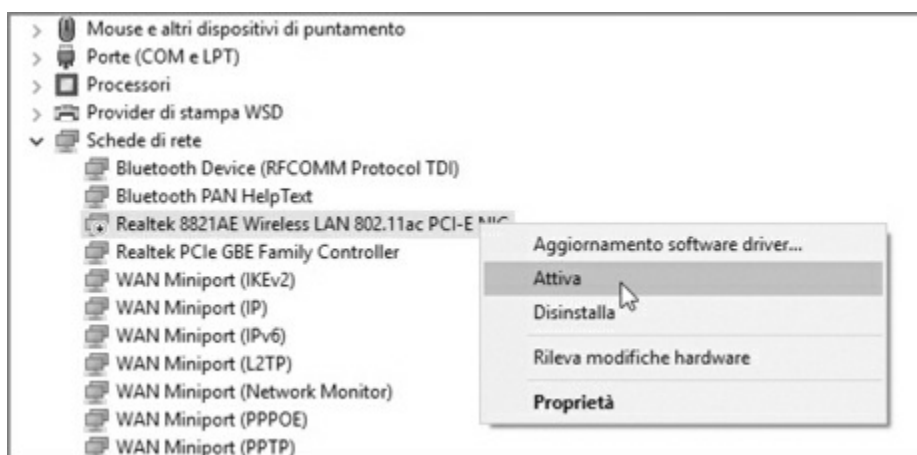 Mouse e altri dispositivi di puntamento
Porte (COM e LPT)
Processori
Provider di stampa WSD
Schede di rete
Bluetooth Device (RFCOMM Protocol TDI)
Bluetooth PAN HelpText
Realtek 8821AE Wireless LAN 802.11ac PCI-E NIC
Realtek PCIe GBE Family Controller
WAN Miniport (IKEv2)
WAN Miniport (IP)
WAN Miniport (IPv6)
WAN Miniport (L2TP)
WAN Miniport (Network Monitor)
WAN Miniport (PPPOE)
WAN Miniport (PPTP)
Aggiornamento software driver...
Attiva
Disinstalla
Rileva modifiche hardware
Proprietà